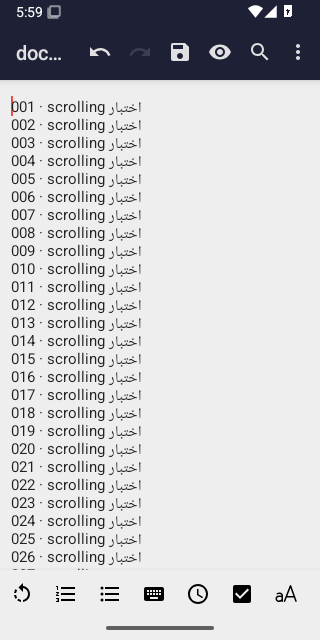 5:59
doc...
001 · scrolling اختبار
002 · scrolling اختبار
003 · scrolling اختبار
004 · scrolling اختبار
005 · scrolling اختبار
006 · scrolling اختبار
007 · scrolling اختبار
008 · scrolling اختبار
009 · scrolling اختبار
010 · scrolling اختبار
011 · scrolling اختبار
012 · scrolling اختبار
013 · scrolling اختبار
014 · scrolling اختبار
015 · scrolling اختبار
016 · scrolling اختبار
017 · scrolling اختبار
018 · scrolling اختبار
019 · scrolling اختبار
020 · scrolling اختبار
021 · scrolling اختبار
022 · scrolling اختبار
023 · scrolling اختبار
024 · scrolling اختبار
025 · scrolling اختبار
026 · scrolling اختبار
aA